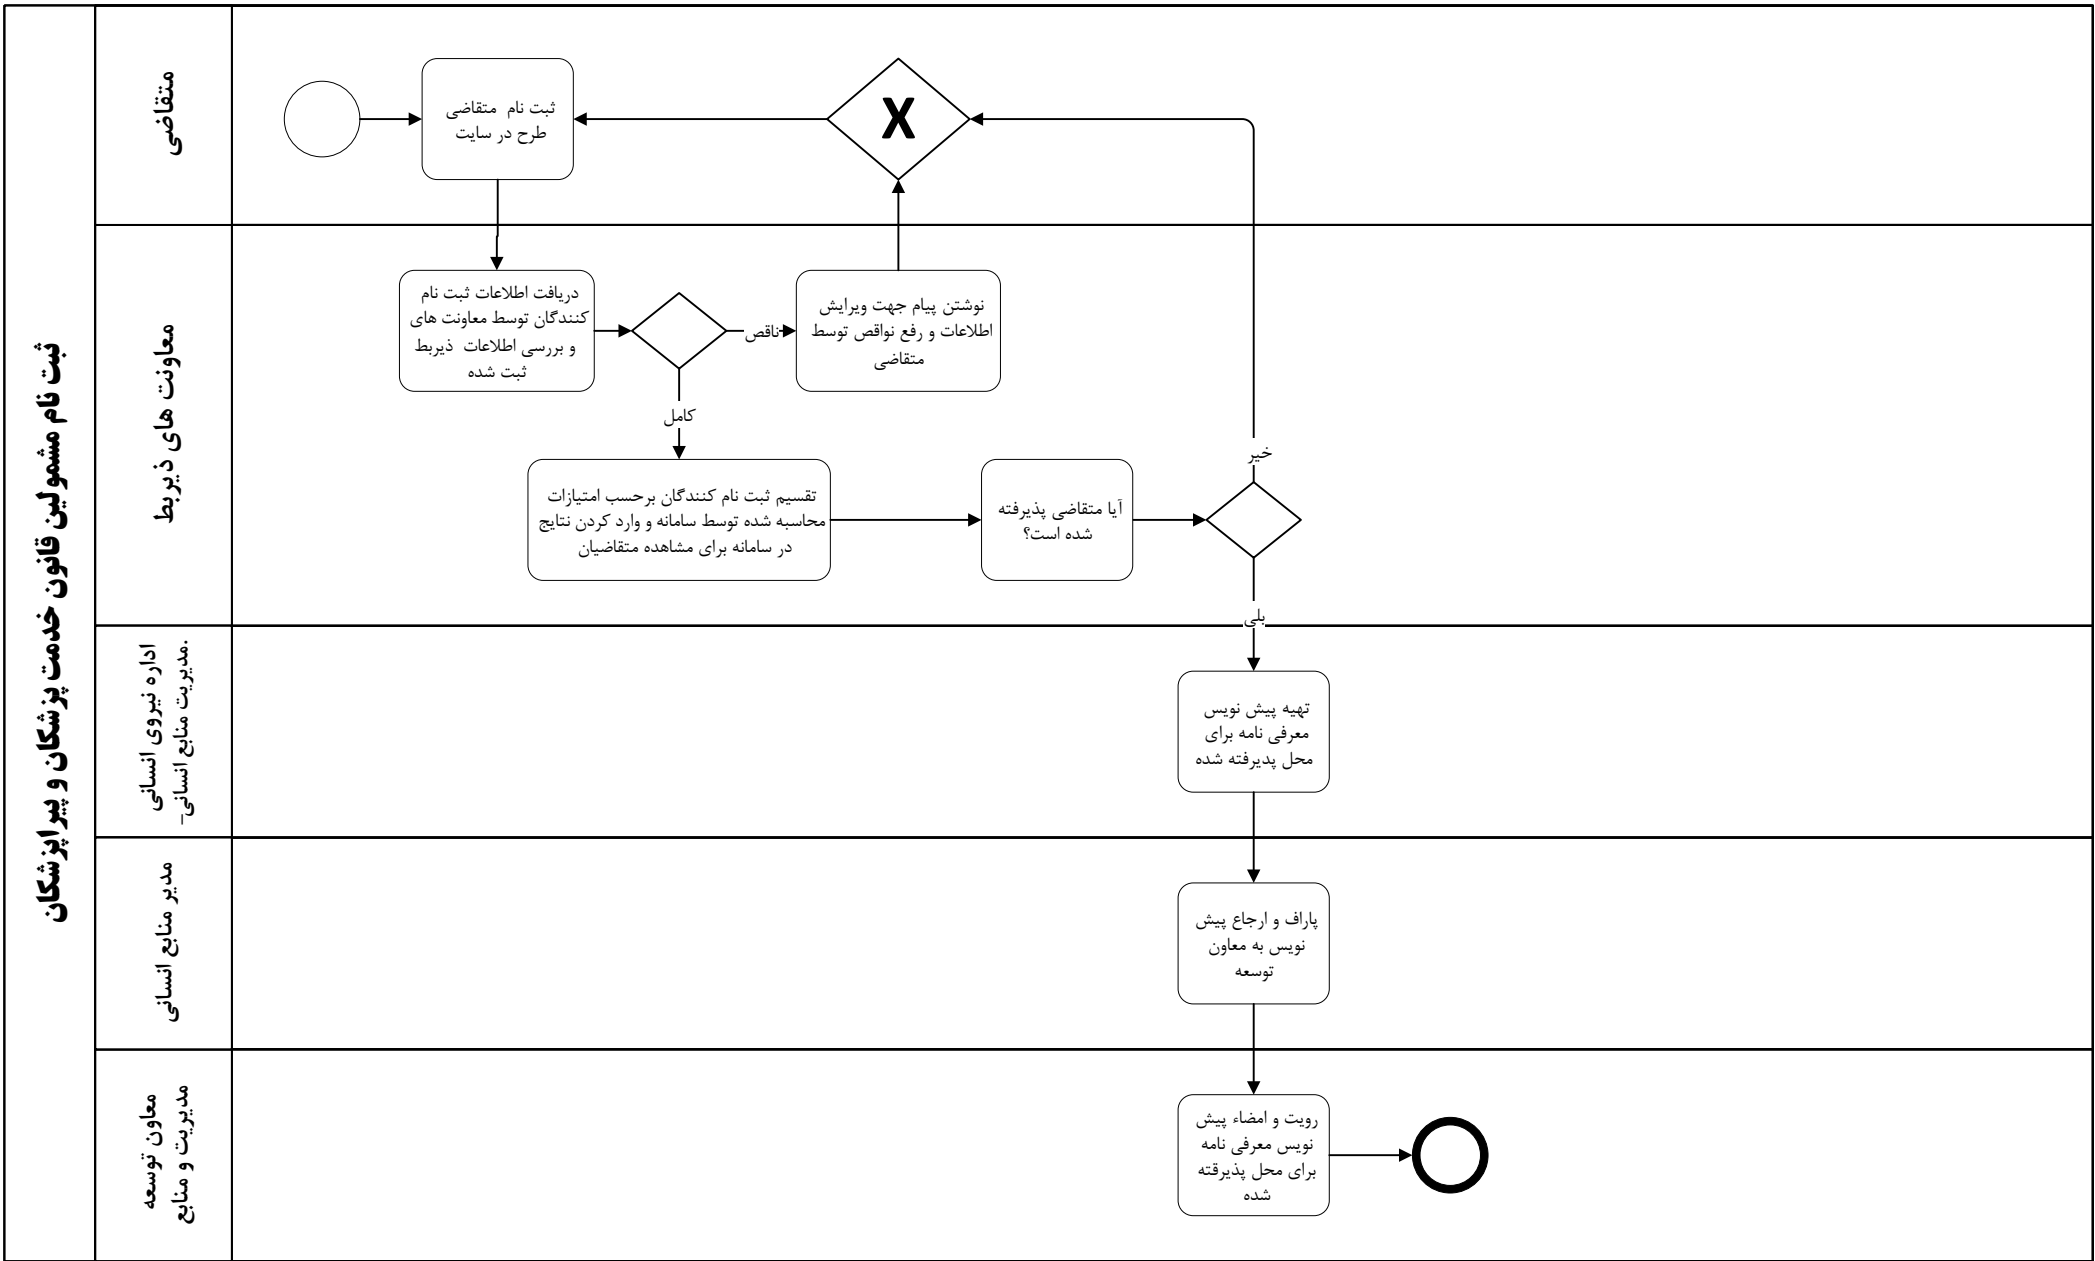 ثبت نام مشمولین قانون خدمت پزشکان و پیراپزشکان
متقاضی
ثبت نام  متقاضی
طرح در سایت
X
معاونت های ذیربط
دریافت اطلاعات ثبت نام
کنندگان توسط معاونت های
و بررسی اطلاعات  ذیربط
ثبت شده
ناقص
نوشتن پیام جهت ویرایش
اطلاعات و رفع نواقص توسط
متقاضی
کامل
تقسیم ثبت نام کنندگان برحسب امتیازات
محاسبه شده توسط سامانه و وارد کردن نتایج
در سامانه برای مشاهده متقاضیان
آیا متقاضی پذیرفته
شده است؟
خیر
بلی
اداره نیروی انسانی
.مدیریت منابع انسانی-
تهیه پیش نویس
معرفی نامه برای
محل پدیرفته شده
مدیر منابع انسانی
پاراف و ارجاع پیش
نویس به معاون
توسعه
معاون توسعه
مدیریت و منابع
رویت و امضاء پیش
نویس معرفی نامه
برای محل پذیرقته
شده